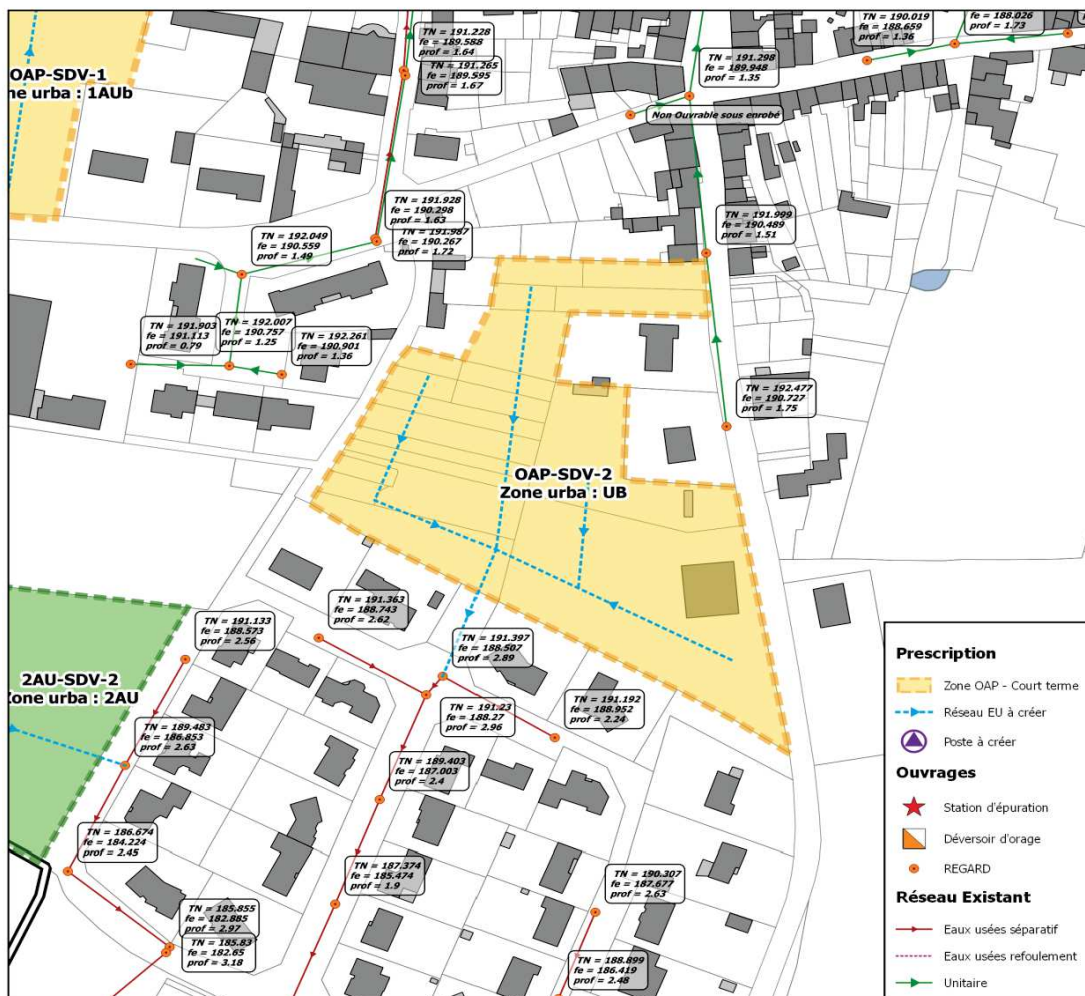 TN = 191.228
fe = 189.588
prof = 1.64
TN = 190.019
fe = 188.659
prof = 1.36
fe = 188.026
prof = 1.73
TN = 191.265
fe = 189.595
prof = 1.67
TN = 191.298
fe = 189.948
prof = 1.35
OAP-SDV-1
ne urba : 1AUb
Non Ouvrable sous enrobé
TN = 191.928
fe = 190.298
prof = 1.63
TN = 191.987
fe = 190.267
prof = 1.72
TN = 192.049
fe = 190.559
prof = 1.49
TN = 191.999
fe = 190.489
prof = 1.51
TN = 191.903
fe = 191.113
prof = 0.79
TN = 192.007
fe = 190.757
prof = 1.25
TN = 192.261
fe = 190.901
prof = 1.36
TN = 192.477
fe = 190.727
prof = 1.75
OAP-SDV-2
Zone urba : UB
TN = 191.363
fe = 188.743
prof = 2.62
TN = 191.133
fe = 188.573
prof = 2.56
TN = 191.397
fe = 188.507
prof = 2.89
2AU-SDV-2
Zone urba : 2AU
TN = 191.23
fe = 188.27
prof = 2.96
TN = 191.192
fe = 188.952
prof = 2.24
TN = 189.483
fe = 186.853
prof = 2.63
TN = 189.403
fe = 187.003
prof = 2.4
TN = 186.674
fe = 184.224
prof = 2.45
TN = 187.374
fe = 185.474
prof = 1.9
TN = 190.307
fe = 187.677
prof = 2.63
TN = 185.855
fe = 182.885
prof = 2.97
TN = 185.83
fe = 182.65
prof = 3.18
TN = 188.899
fe = 186.419
prof = 2.48
Prescription
Zone OAP - Court terme
Réseau EU à créer
Poste à créer
Ouvrages
Station d'épuration
Déversoir d'orage
REGARD
Réseau Existant
Eaux usées séparatif
Eaux usées refoulement
Unitaire